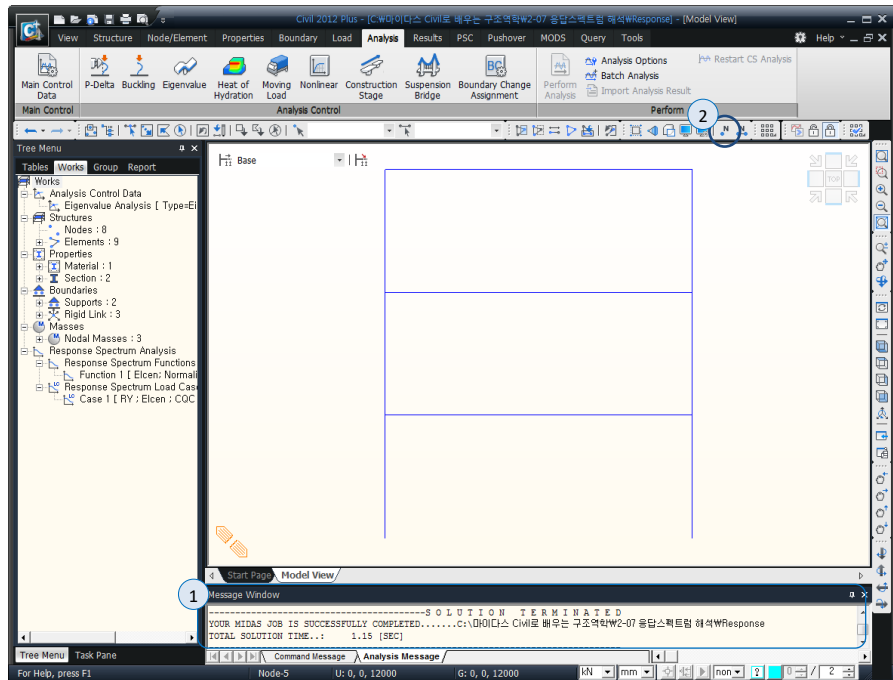 Civil 2012 Plus - [C:₩마이다스 Civil로 배우는 구조역학₩2-07 응답스펙트럼 해석₩Response] - [Model View]
View Structure Node/Element Properties Boundary Load Analysis Results PSC Pushover MODS Query Tools Help
Main Control Data
P-Delta
Buckling
Eigenvalue
Heat of Hydration
Moving Load
Nonlinear
Construction Stage
Suspension Bridge
Boundary Change Assignment
Perform Analysis
Analysis Options
Batch Analysis
Import Analysis Result
Restart CS Analysis
Main Control Analysis Control Perform
2
Tree Menu
Tables Works Group Report
Works
Analysis Control Data
Eigenvalue Analysis [ Type=Ei
Structures
Nodes : 8
Elements : 9
Properties
Material : 1
Section : 2
Boundaries
Supports : 2
Rigid Link : 3
Masses
Nodal Masses : 3
Response Spectrum Analysis
Response Spectrum Functions
Function 1 [ Elcen; Normali
Response Spectrum Load Cas
Case 1 [ RY ; Elcen ; CQC
Base
TOP
Start Page Model View
1
Message Window
S O L U T I O N T E R M I N A T E D
YOUR MIDAS JOB IS SUCCESSFULLY COMPLETED.......C:\마이다스 Civil로 배우는 구조역학₩2-07 응답스펙트럼 해석₩Response
TOTAL SOLUTION TIME..: 1.15 [SEC]
Command Message Analysis Message
Tree Menu Task Pane
For Help, press F1 Node-5 U: 0, 0, 12000 G: 0, 0, 12000 kN mm non ? 0 / 2